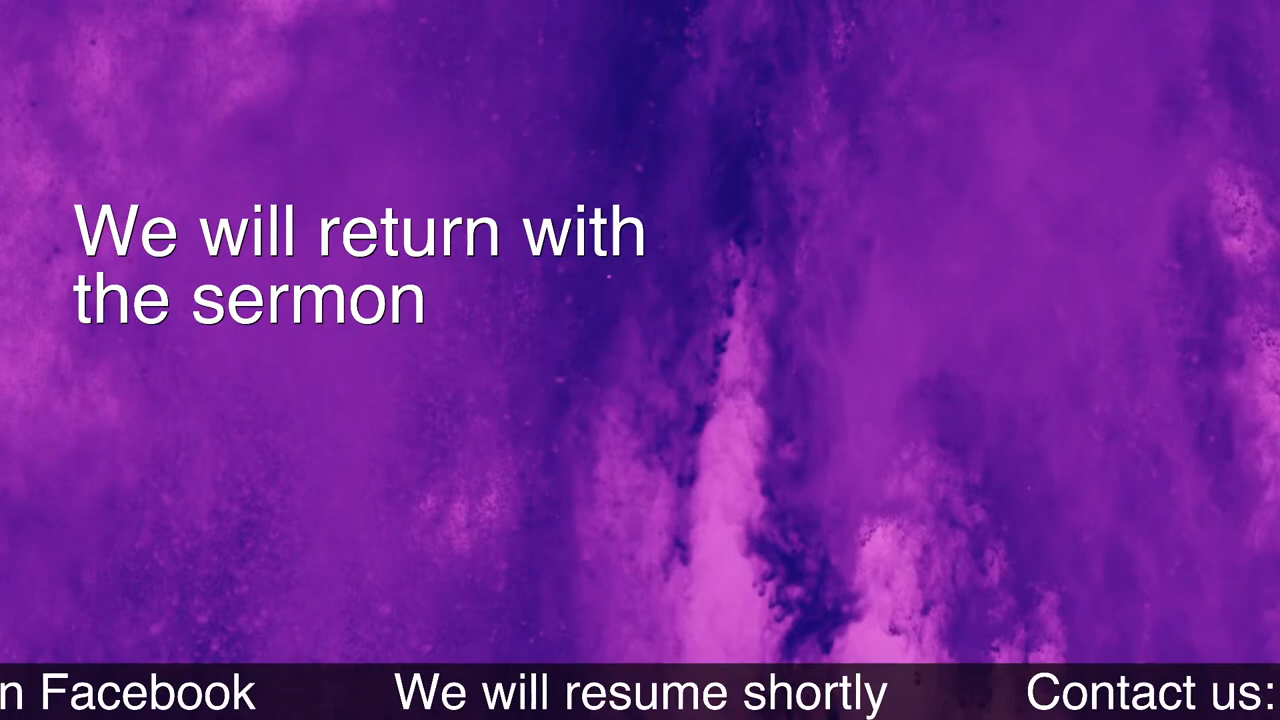 We will return with
the sermon
n Facebook We will resume shortly Contact us: